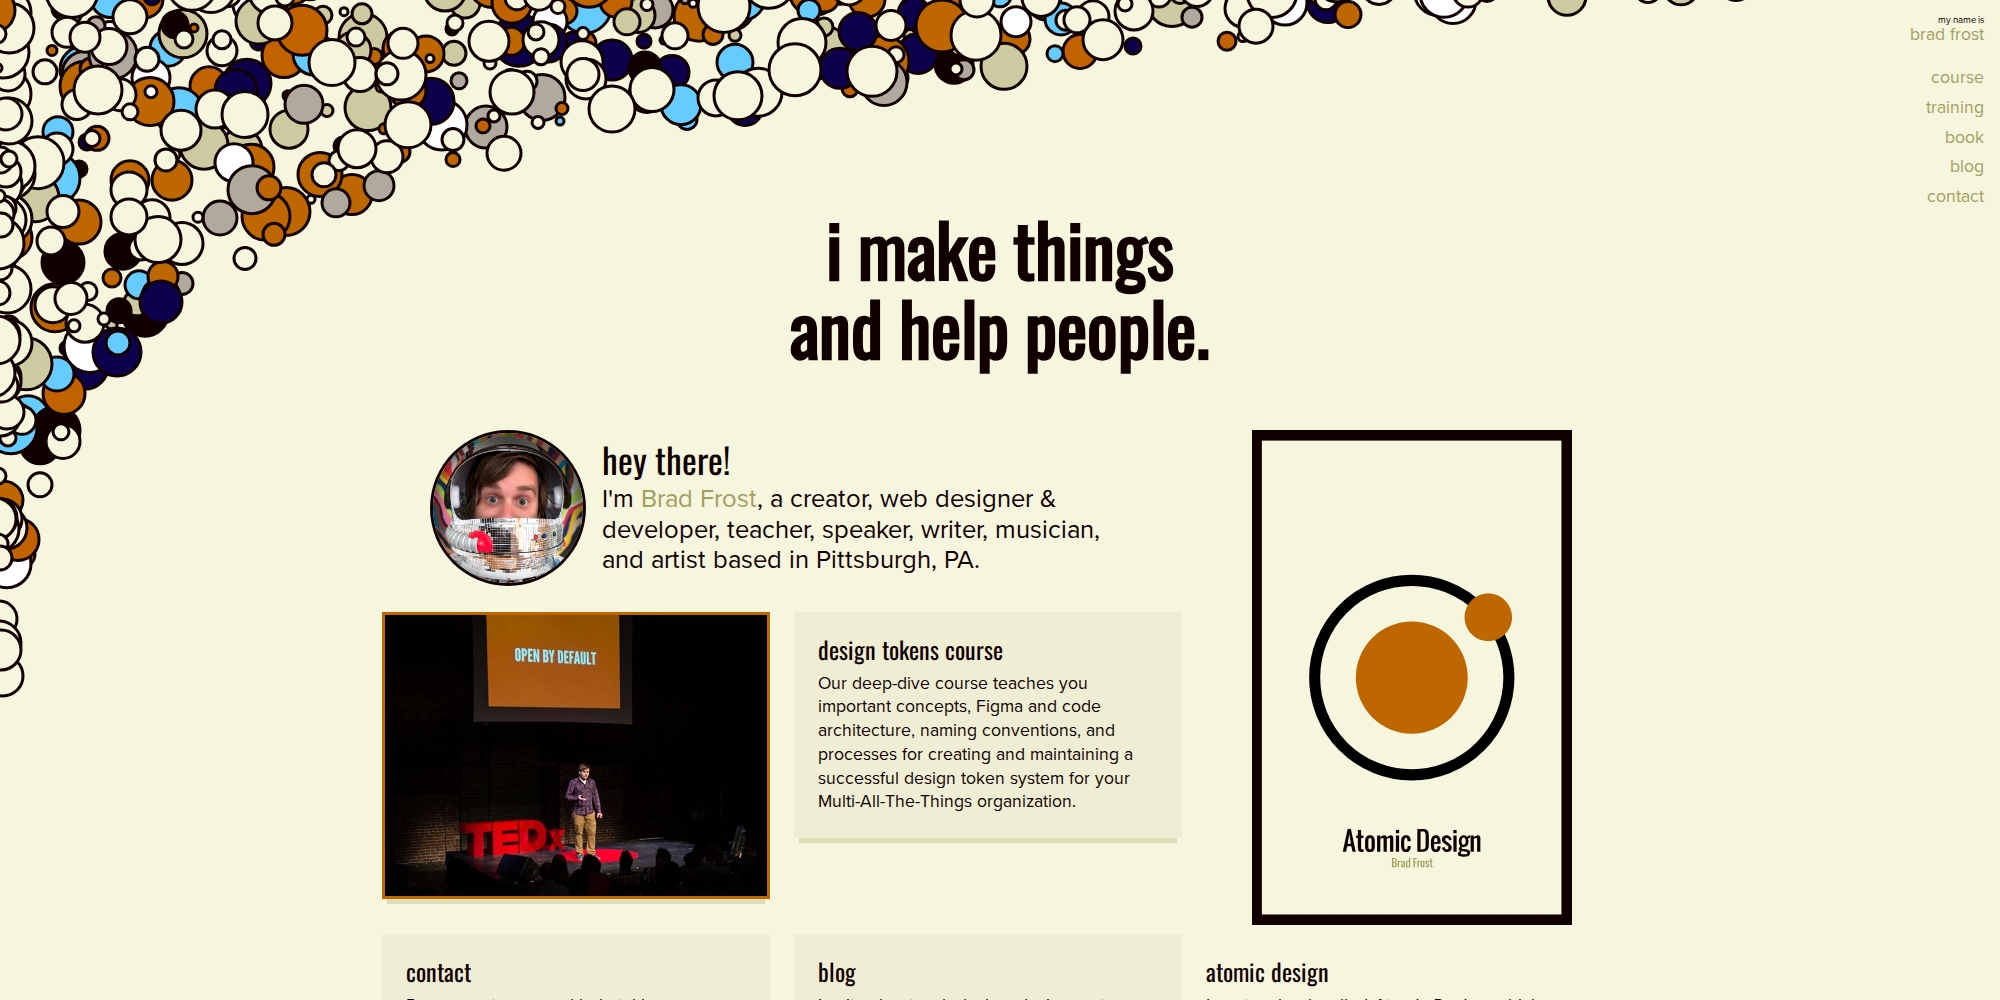 my name is
brad frost
course
training
book
blog
contact
i make things
and help people.
hey there!
I'm Brad Frost, a creator, web designer &
developer, teacher, speaker, writer, musician,
and artist based in Pittsburgh, PA.
OPEN BY DEFAULT
TEDx
design tokens course
Our deep-dive course teaches you
important concepts, Figma and code
architecture, naming conventions, and
processes for creating and maintaining a
successful design token system for your
Multi-All-The-Things organization.
Atomic Design
Brad Frost
contact
blog
atomic design